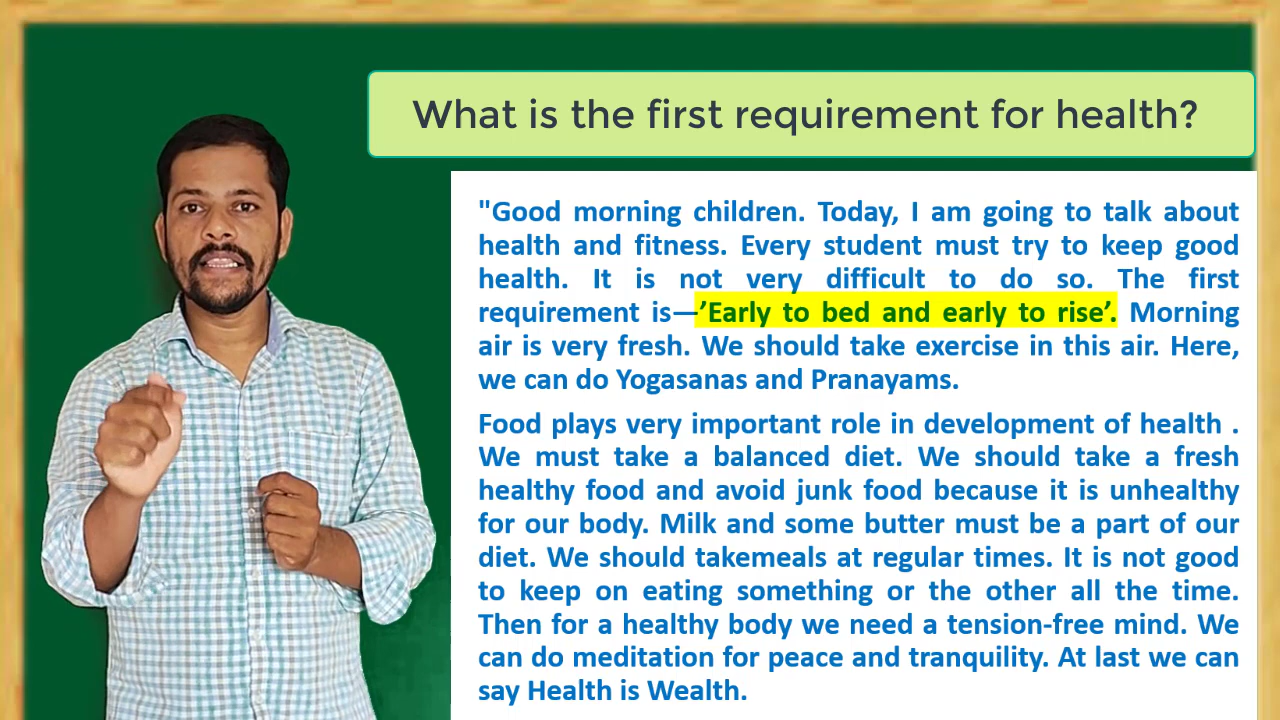 What is the first requirement for health?
"Good morning children. Today, I am going to talk about
health and fitness. Every student must try to keep good
health. It is not very difficult to do so. The first
requirement is—’Early to bed and early to rise’. Morning
air is very fresh. We should take exercise in this air. Here,
we can do Yogasanas and Pranayams.
Food plays very important role in development of health .
We must take a balanced diet. We should take a fresh
healthy food and avoid junk food because it is unhealthy
for our body. Milk and some butter must be a part of our
diet. We should takemeals at regular times. It is not good
to keep on eating something or the other all the time.
Then for a healthy body we need a tension-free mind. We
can do meditation for peace and tranquility. At last we can
say Health is Wealth.